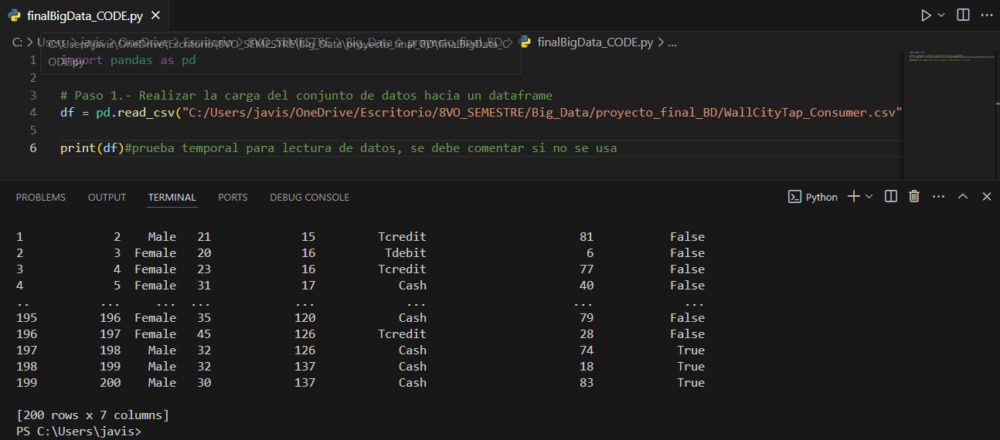 finalBigData_CODE.py
C: > Users > javis > OneDrive > Escritorio > 8VO_SEMESTRE > Big_Data > proyecto_final_BD > finalBigData_CODE.py > ...
C:\Users\javis\OneDrive\Escritorio\8VO_SEMESTRE\Big_Data\proyecto_final_BD\finalBigData_C
ODE.py
1 import pandas as pd
2
3 # Paso 1.- Realizar la carga del conjunto de datos hacia un dataframe
4 df = pd.read_csv("C:/Users/javis/OneDrive/Escritorio/8VO_SEMESTRE/Big_Data/proyecto_final_BD/WallCityTap_Consumer.csv"
5
6 print(df)#prueba temporal para lectura de datos, se debe comentar si no se usa
PROBLEMS OUTPUT TERMINAL PORTS DEBUG CONSOLE Python
1 2 Male 21 15 Tcredit 81 False
2 3 Female 20 16 Tdebit 6 False
3 4 Female 23 16 Tcredit 77 False
4 5 Female 31 17 Cash 40 False
.. ... ... ... ... ... ... ...
195 196 Female 35 120 Cash 79 False
196 197 Female 45 126 Tcredit 28 False
197 198 Male 32 126 Cash 74 True
198 199 Male 32 137 Cash 18 True
199 200 Male 30 137 Cash 83 True
[200 rows x 7 columns]
PS C:\Users\javis>